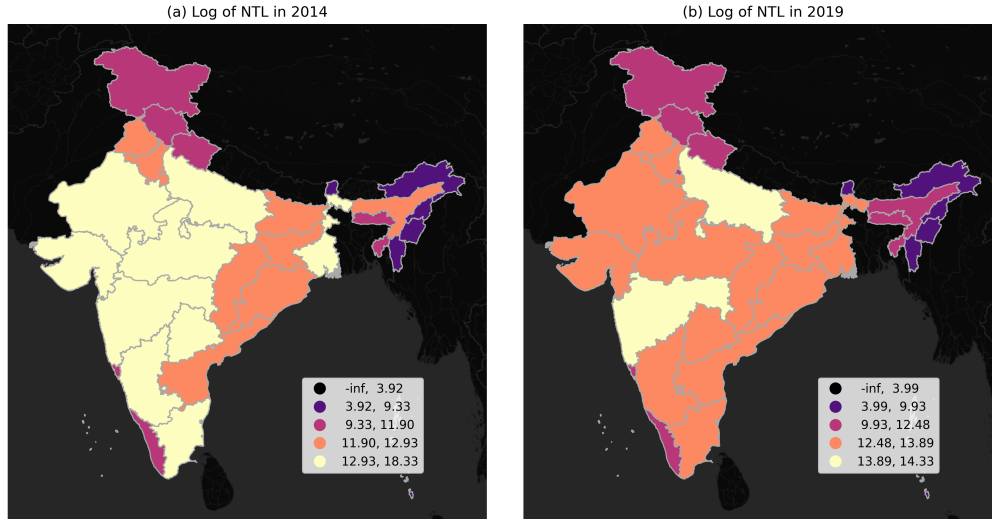 (a) Log of NTL in 2014
-inf, 3.92
3.92, 9.33
9.33, 11.90
11.90, 12.93
12.93, 18.33
(b) Log of NTL in 2019
-inf, 3.99
3.99, 9.93
9.93, 12.48
12.48, 13.89
13.89, 14.33